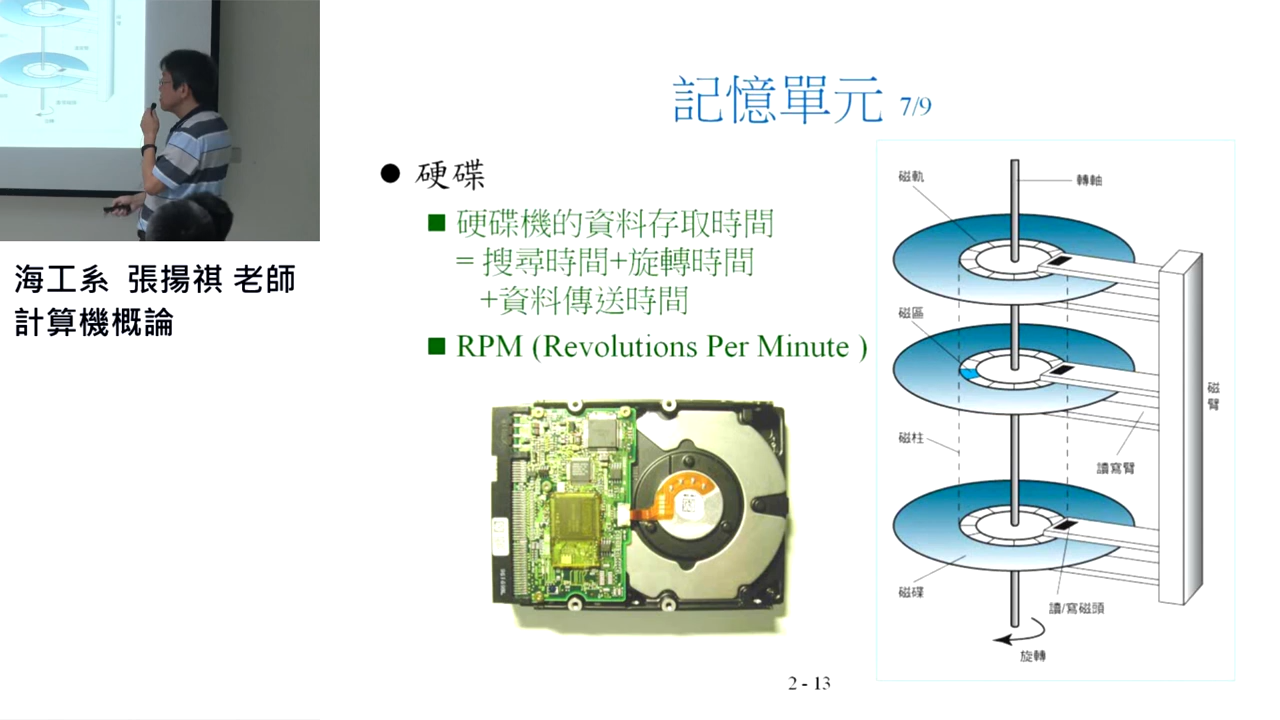 海工系 張揚祺 老師
計算機概論
記憶單元 7/9
● 硬碟
■ 硬碟機的資料存取時間
= 搜尋時間+旋轉時間
+資料傳送時間
■ RPM (Revolutions Per Minute )
磁軌
轉軸
磁區
磁臂
磁柱
讀寫臂
磁碟
讀/寫磁頭
旋轉
2 - 13